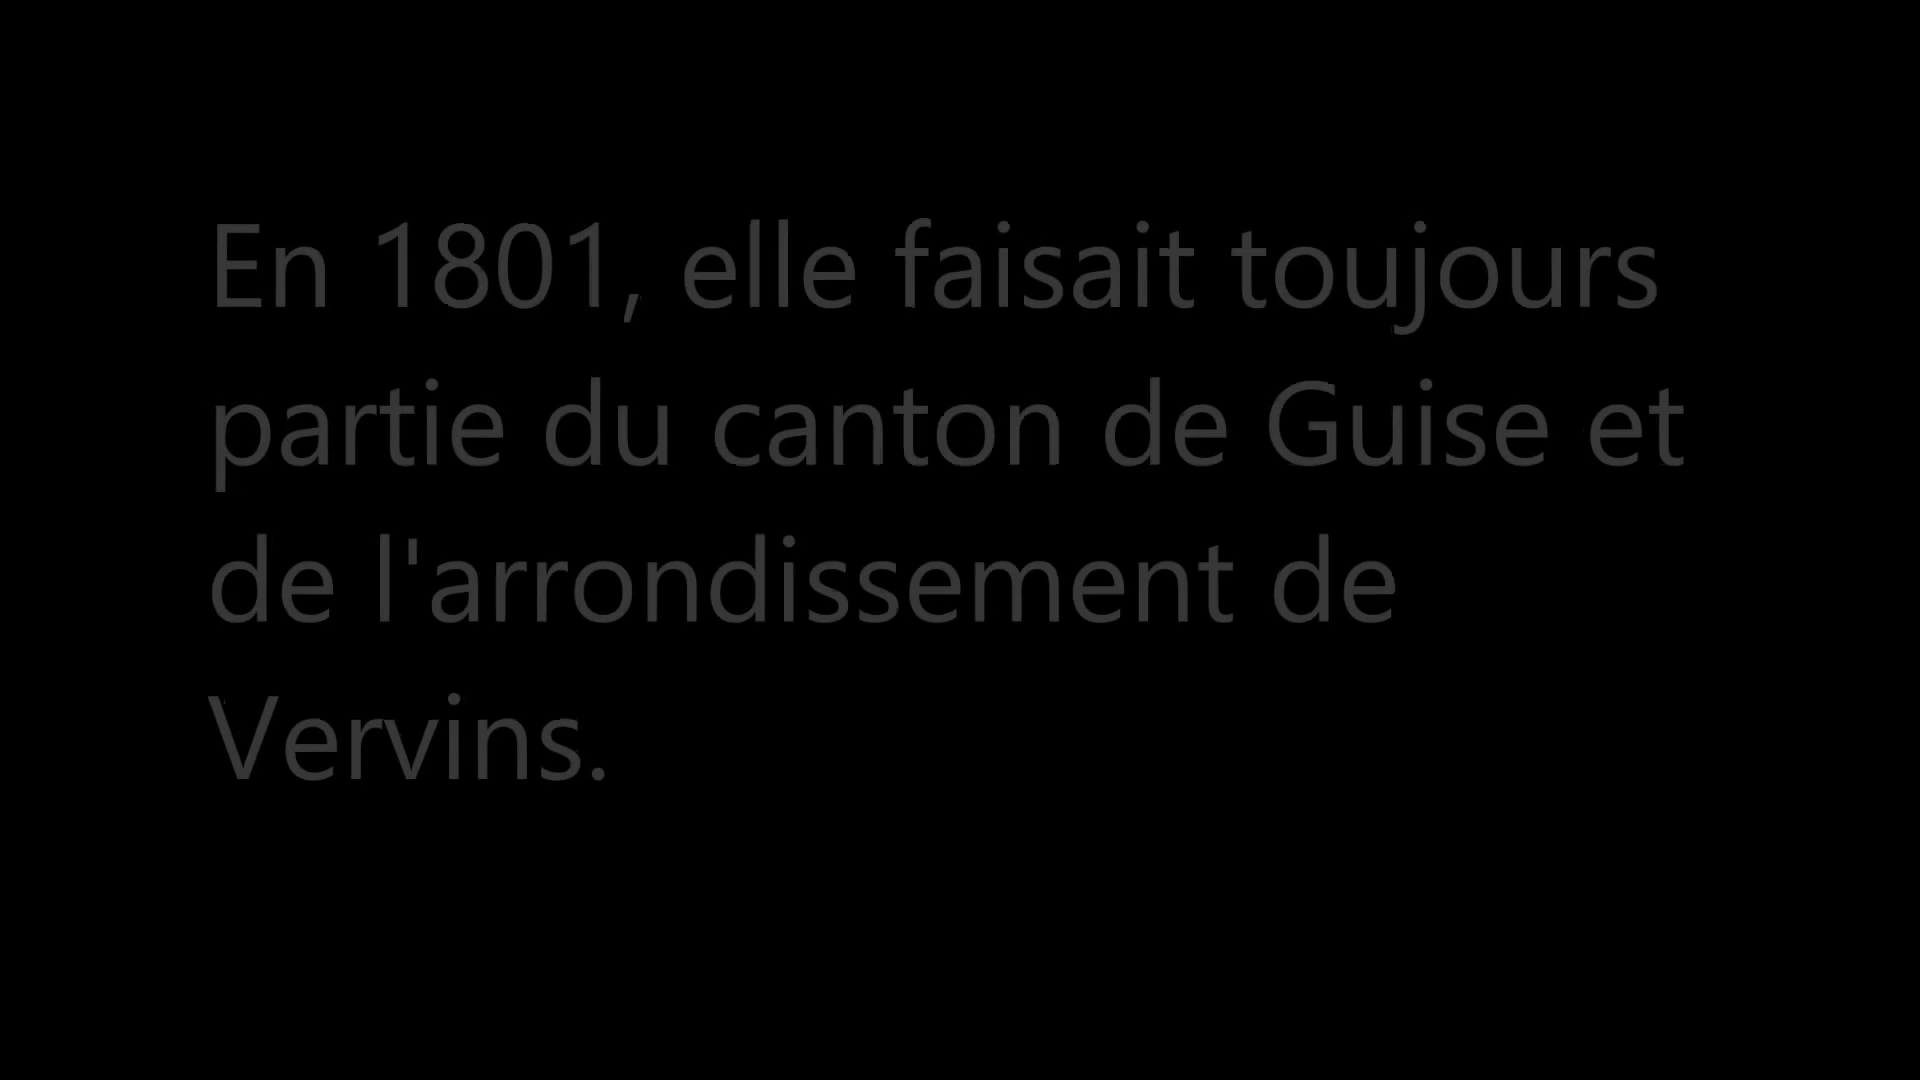 En 1801, elle faisait toujours
partie du canton de Guise et
de l'arrondissement de
Vervins.